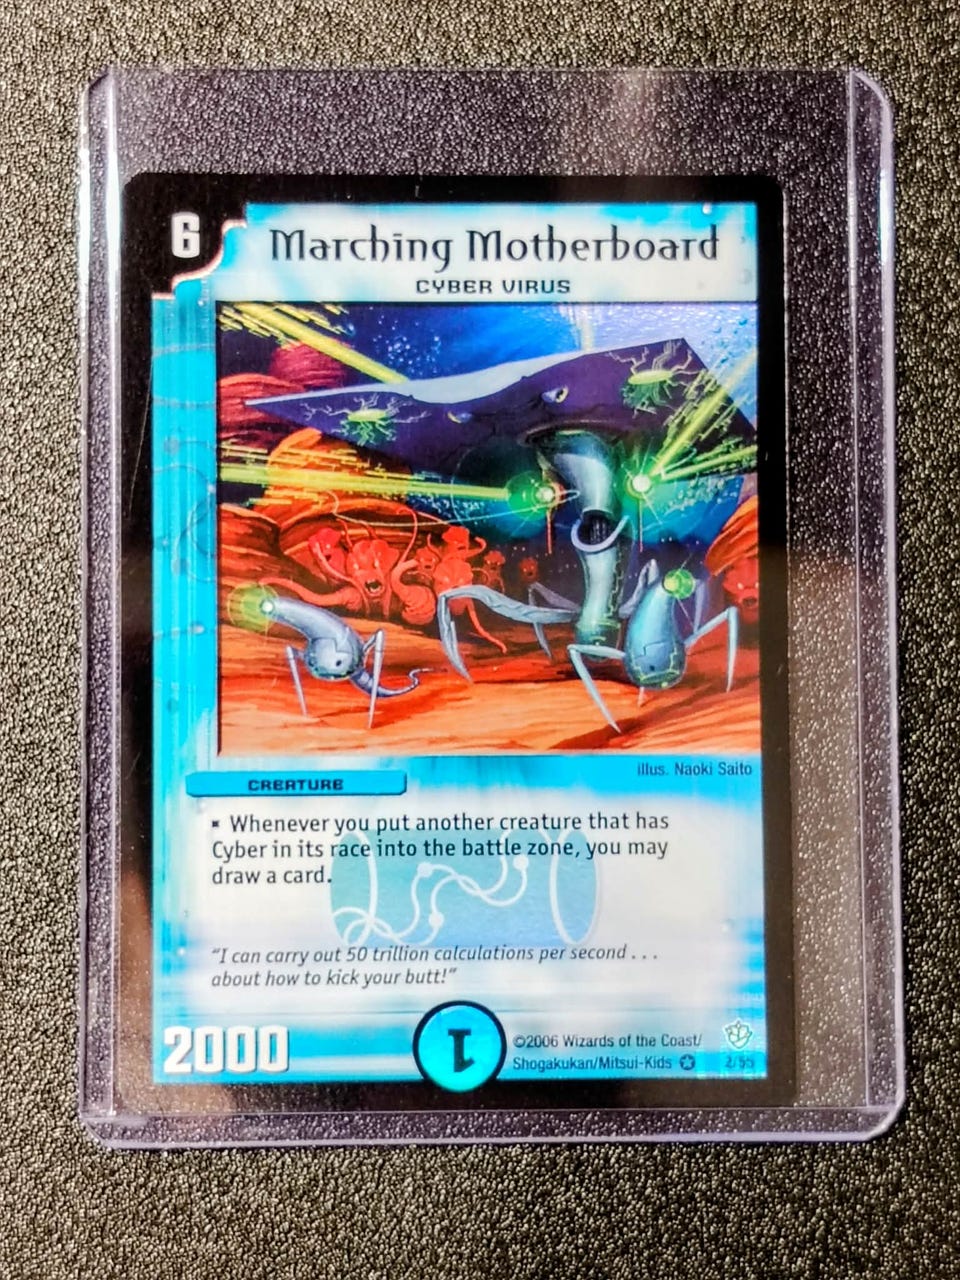 6
Marching Motherboard
CYBER VIRUS
illus. Naoki Saito
CREATURE
▪ Whenever you put another creature that has
Cyber in its race into the battle zone, you may
draw a card.
“I can carry out 50 trillion calculations per second . . .
about how to kick your butt!”
2000
1
©2006 Wizards of the Coast/
Shogakukan/Mitsui-Kids
2/55